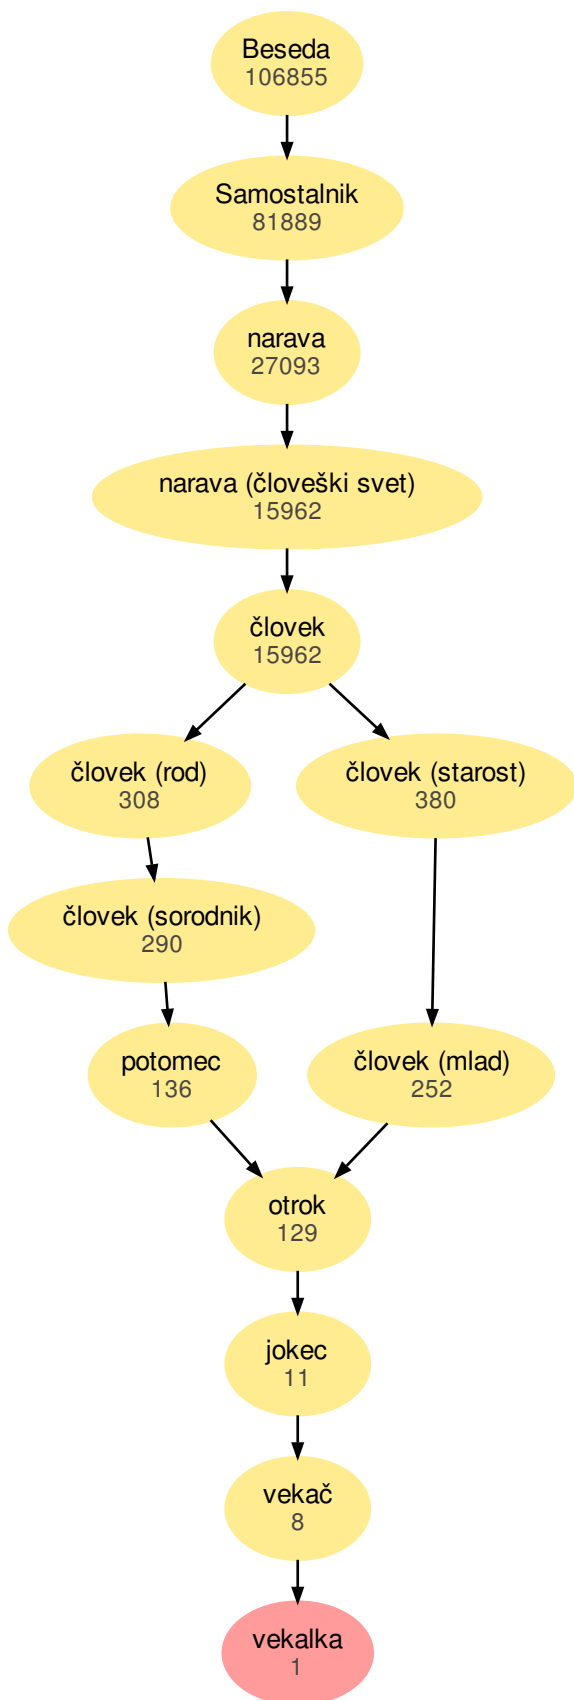 Beseda
106855
Samostalnik
81889
narava
27093
narava (človeški svet)
15962
človek
15962
človek (rod)
308
človek (starost)
380
človek (sorodnik)
290
potomec
136
človek (mlad)
252
otrok
129
jokec
11
vekač
8
vekalka
1